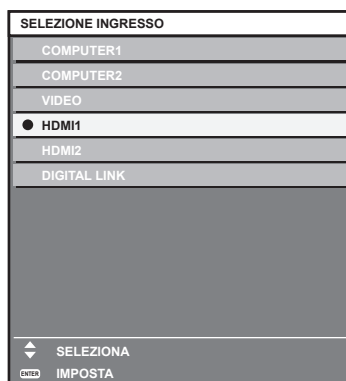 SELEZIONE INGRESSO
COMPUTER1
COMPUTER2
VIDEO
HDMI1
HDMI2
DIGITAL LINK
SELEZIONA
ENTER IMPOSTA